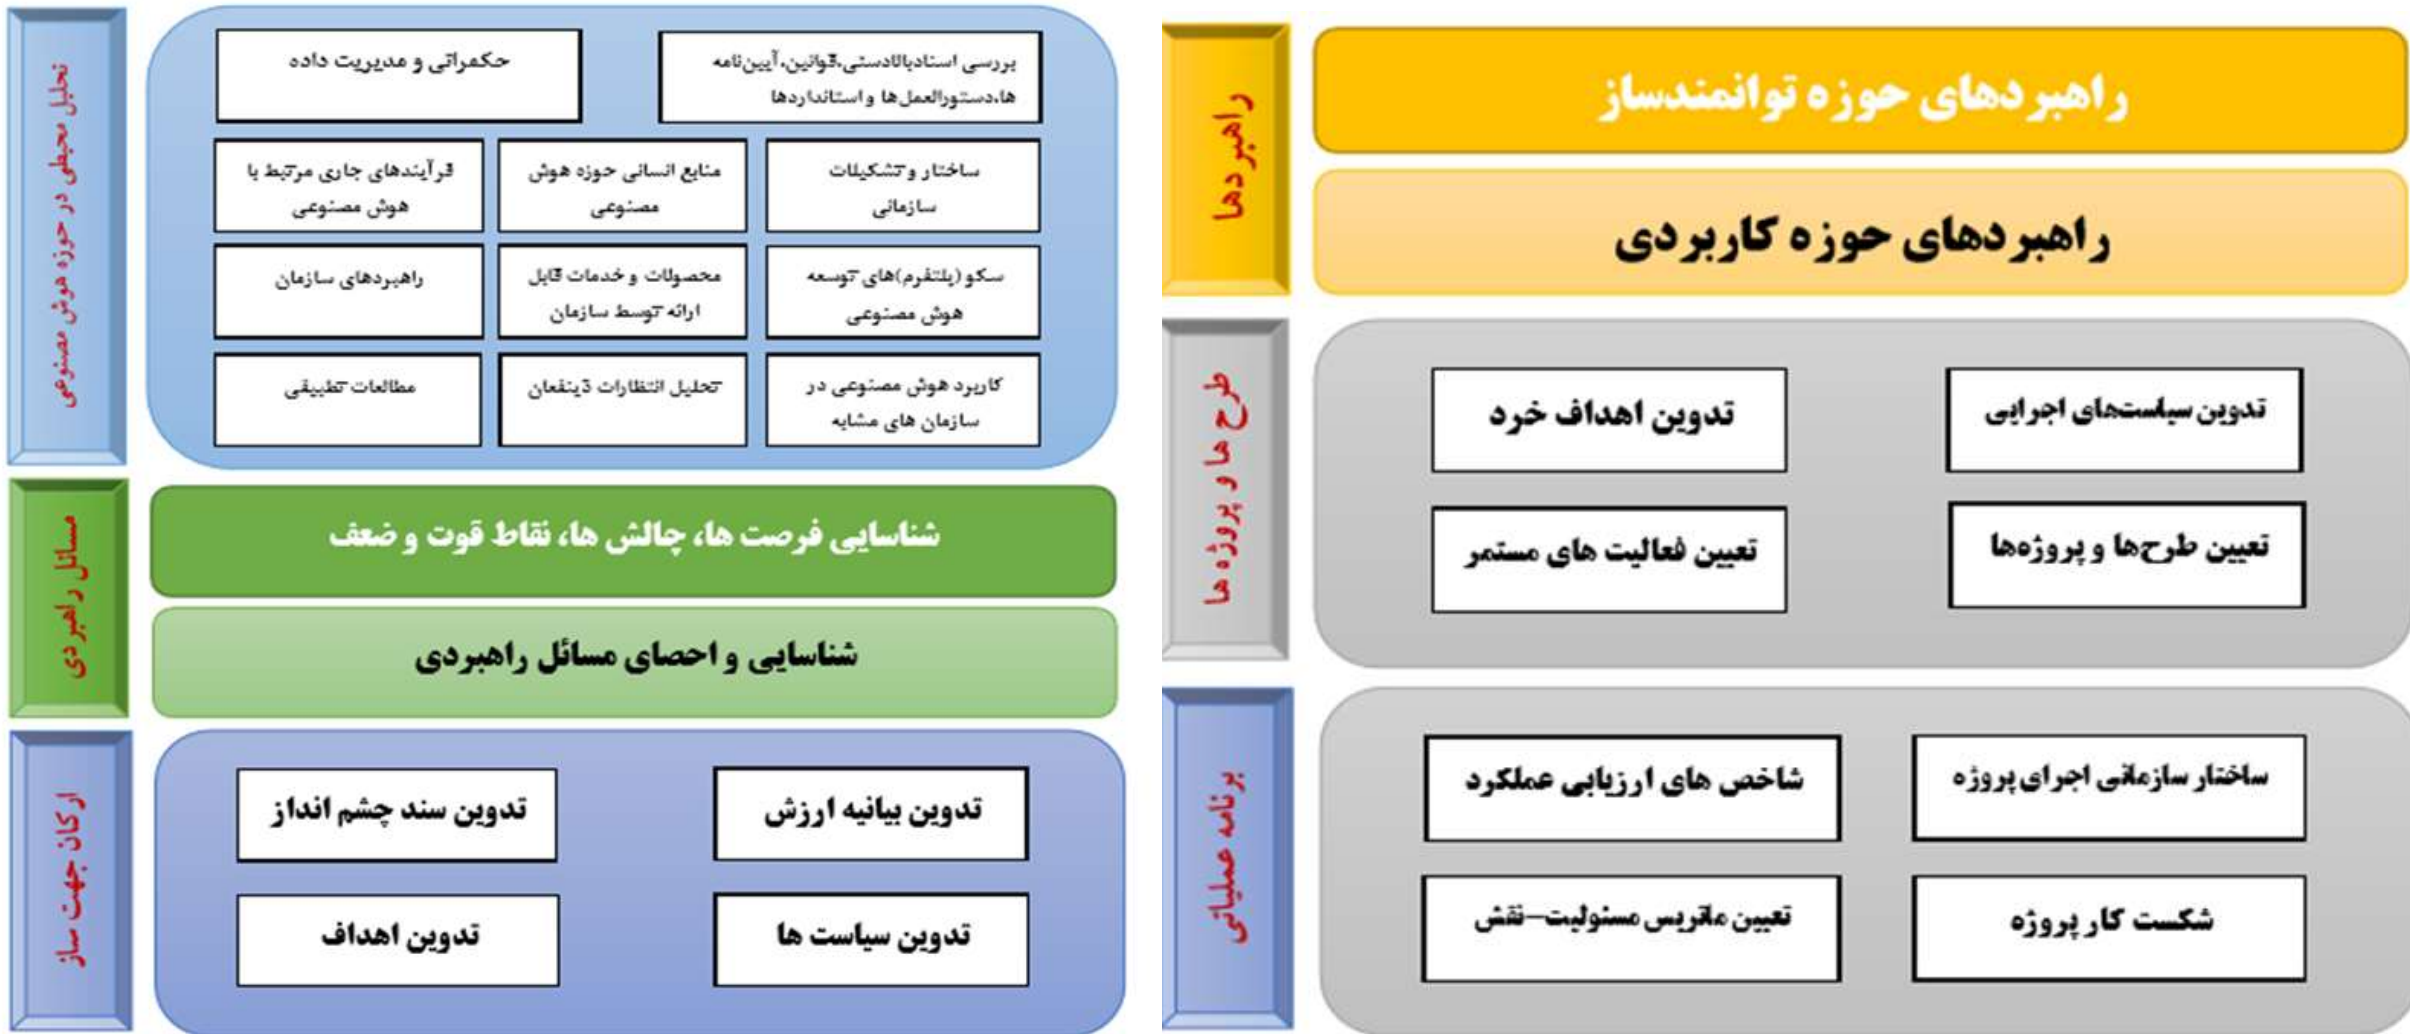 تحلیل محیطی در حوزه هوش مصنوعی
بررسی اسنادبالادستی،قوانین،آیین‌نامه
ها،دستورالعمل‌ها و استانداردها
حکمرانی و مدیریت داده
ساختار و تشکیلات
سازمانی
منابع انسانی حوزه هوش
مصنوعی
فرآیندهای جاری مرتبط با
هوش مصنوعی
سکو (پلتفرم)های توسعه
هوش مصنوعی
محصولات و خدمات قابل
ارائه توسط سازمان
راهبردهای سازمان
کاربرد هوش مصنوعی در
سازمان های مشابه
تحلیل انتظارات ذینفعان
مطالعات تطبیقی
مسائل راهبردی
شناسایی فرصت ها، چالش ها، نقاط قوت و ضعف
شناسایی و احصای مسائل راهبردی
ارکان جهت ساز
تدوین بیانیه ارزش
تدوین سند چشم انداز
تدوین سیاست ها
تدوین اهداف
راهبردها
راهبردهای حوزه توانمندساز
راهبردهای حوزه کاربردی
طرح ها و پروژه ها
تدوین سیاست‌های اجرایی
تدوین اهداف خرد
تعیین طرح‌ها و پروژه‌ها
تعیین فعالیت های مستمر
برنامه عملیاتی
ساختار سازمانی اجرای پروژه
شاخص های ارزیابی عملکرد
شکست کار پروژه
تعیین ماتریس مسئولیت–نقش